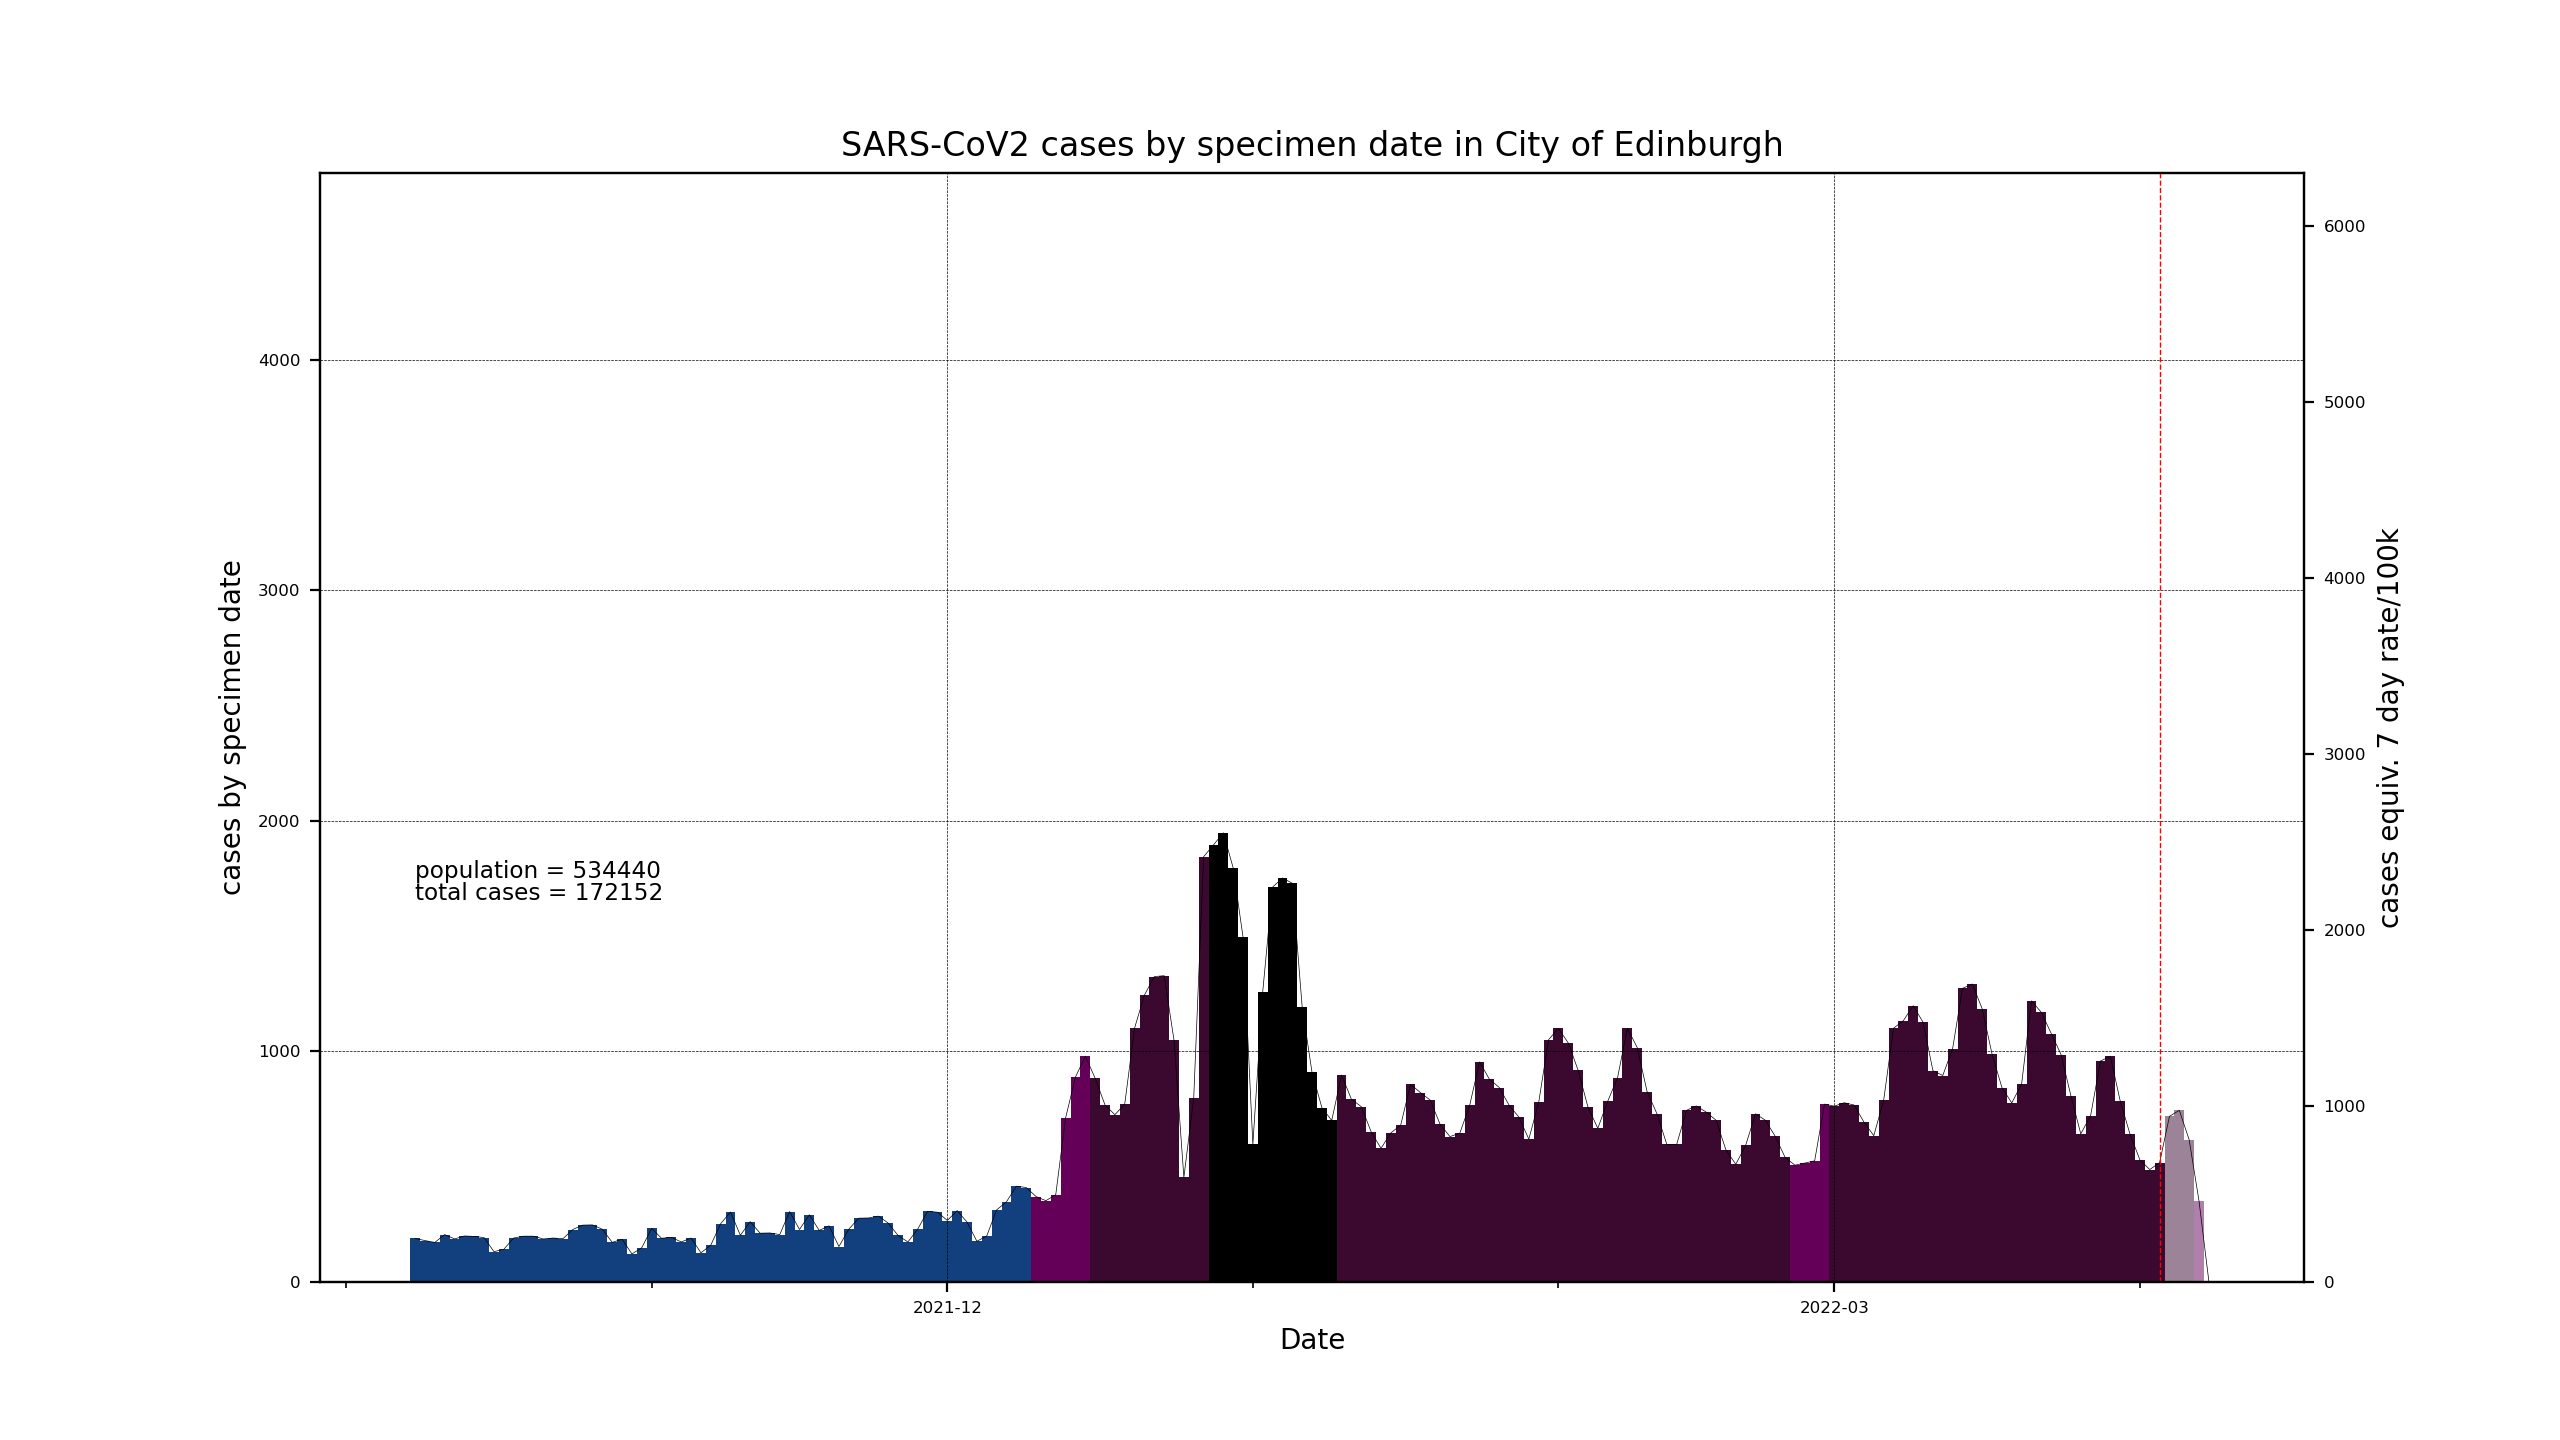 SARS-CoV2 cases by specimen date in City of Edinburgh
cases by specimen date
4000
3000
2000
1000
0
population = 534440
total cases = 172152
6000
5000
4000
3000
2000
1000
0
cases equiv. 7 day rate/100k
2021-12
2022-03
Date